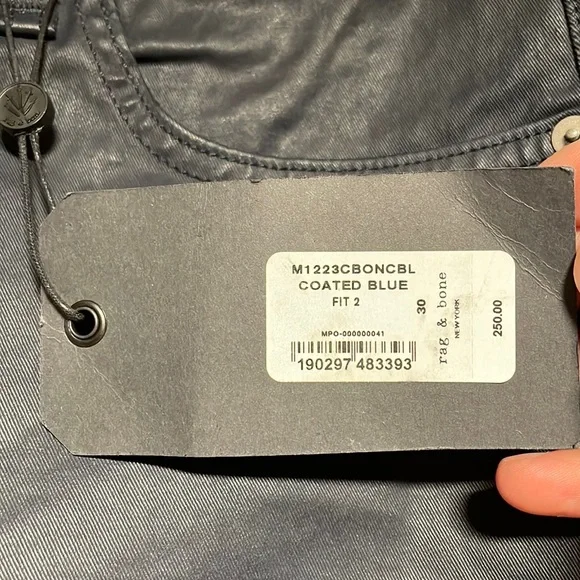 M1223CBONCBL
COATED BLUE
FIT 2
MPO-000000041
190297 483393
30
rag & bone
NEW YORK
250.00